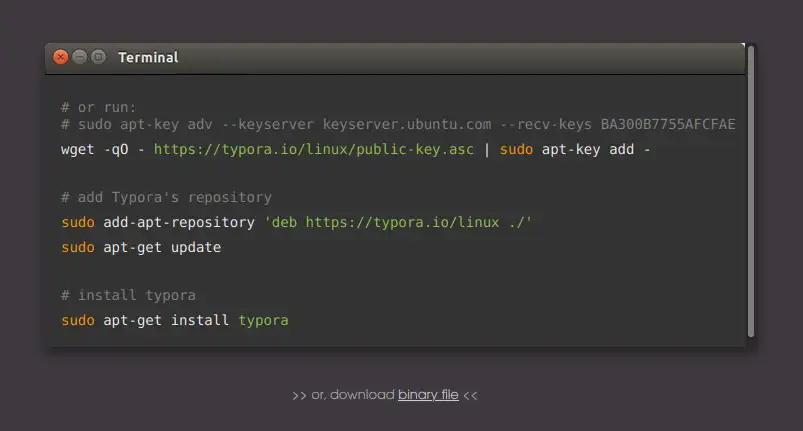 Terminal
# or run:
# sudo apt-key adv --keyserver keyserver.ubuntu.com --recv-keys BA300B7755AFCFAE
wget -qO - https://typora.io/linux/public-key.asc | sudo apt-key add -
# add Typora's repository
sudo add-apt-repository 'deb https://typora.io/linux ./'
sudo apt-get update
# install typora
sudo apt-get install typora
>> or, download binary file <<